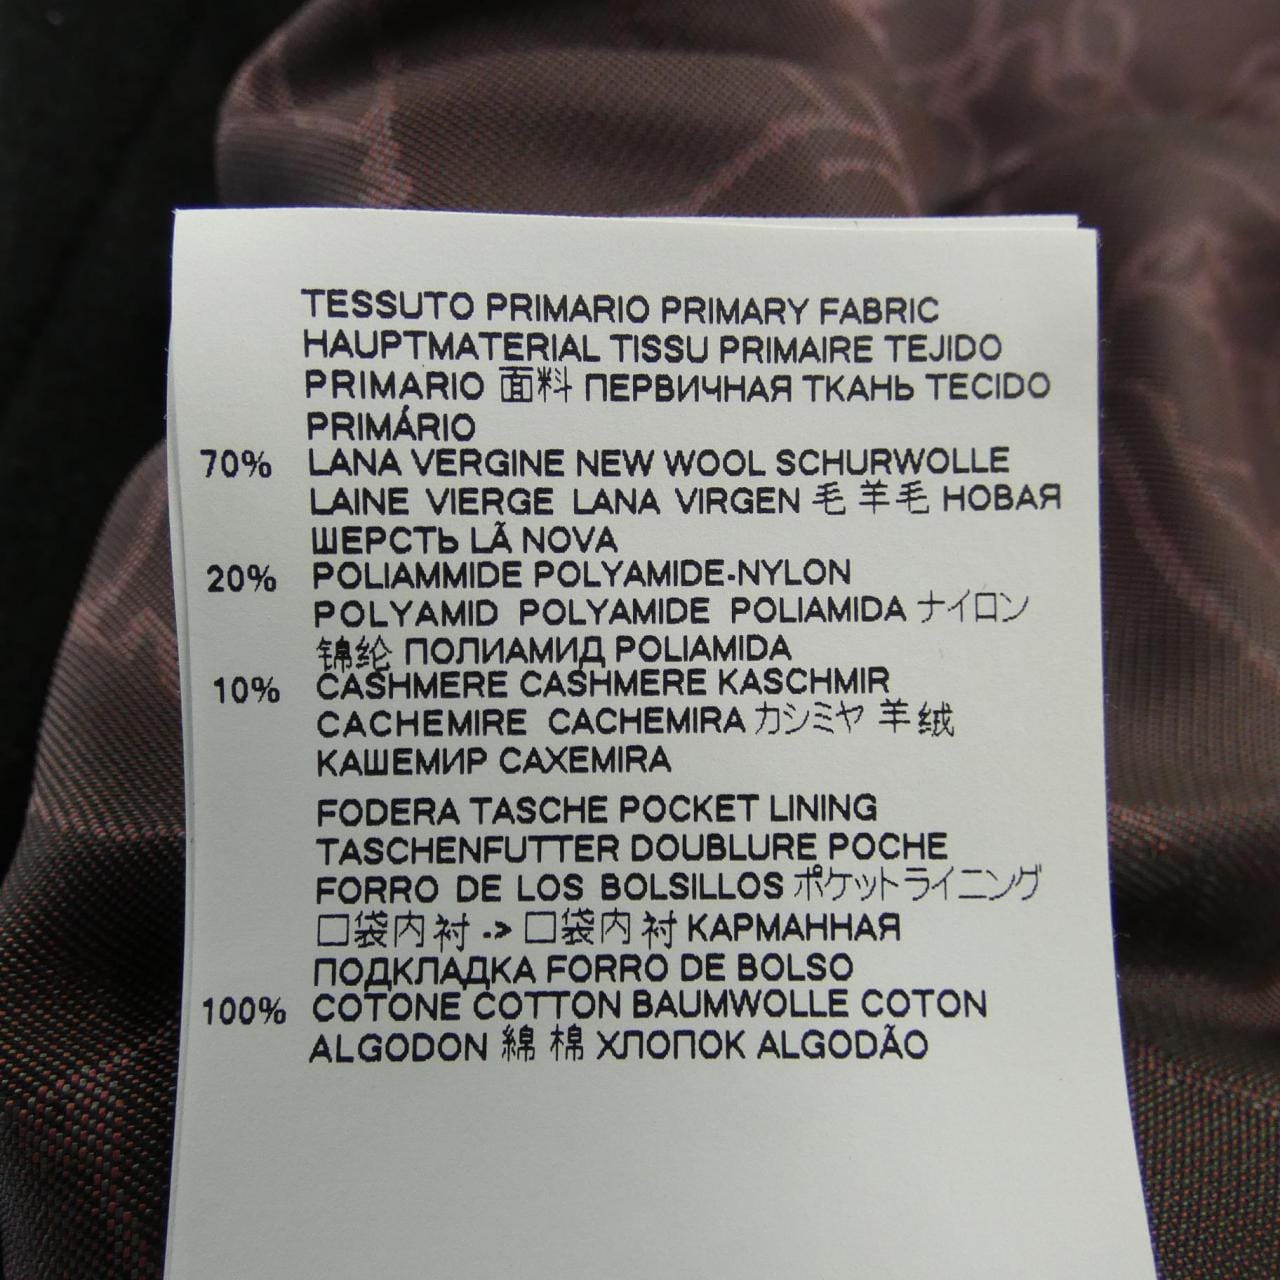 TESSUTO PRIMARIO PRIMARY FABRIC
HAUPTMATERIAL TISSU PRIMAIRE TEJIDO
PRIMARIO 面料 ПЕРВИЧНАЯ ТКАНЬ TECIDO
PRIMÁRIO
70% LANA VERGINE NEW WOOL SCHURWOLLE
LAINE VIERGE LANA VIRGEN 毛 羊毛 НОВАЯ
ШЕРСТЬ LÃ NOVA
20% POLIAMMIDE POLYAMIDE-NYLON
POLYAMID POLYAMIDE POLIAMIDA ナイロン
锦纶 ПОЛИАМИД POLIAMIDA
10% CASHMERE CASHMERE KASCHMIR
CACHEMIRE CACHEMIRA カシミヤ 羊绒
КАШЕМИР CAXEMIRA
FODERA TASCHE POCKET LINING
TASCHENFUTTER DOUBLURE POCHE
FORRO DE LOS BOLSILLOS ポケットライニング
口袋内衬 -> 口袋内衬 КАРМАННАЯ
ПОДКЛАДКА FORRO DE BOLSO
100% COTONE COTTON BAUMWOLLE COTON
ALGODON 綿 棉 ХЛОПОК ALGODÃO